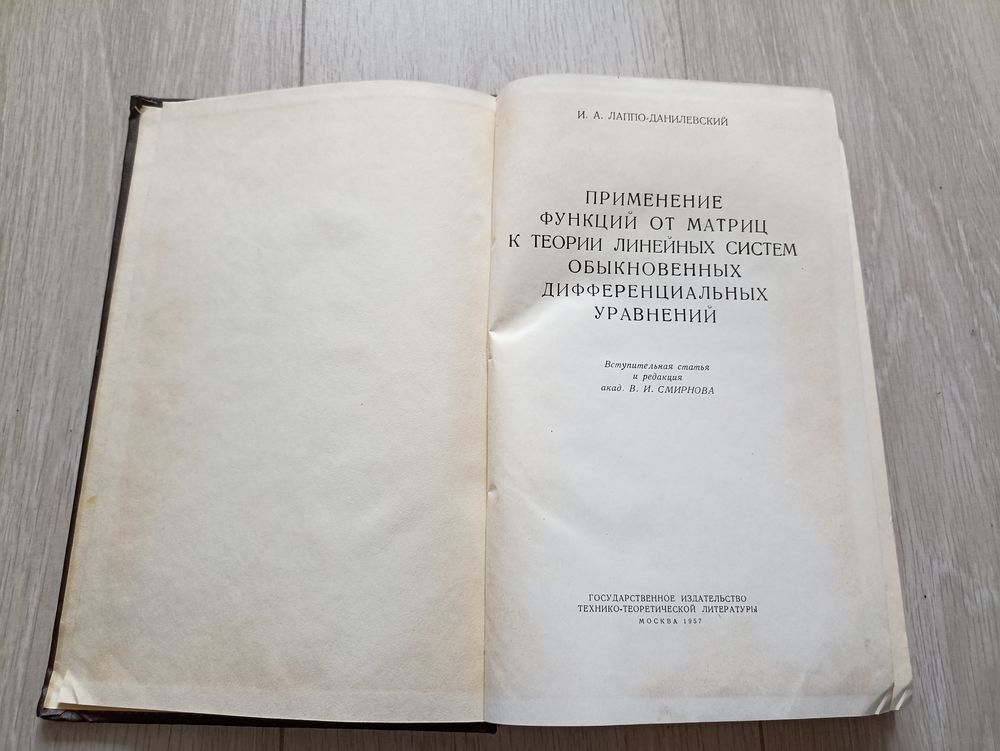 И. А. ЛАППО-ДАНИЛЕВСКИЙ
ПРИМЕНЕНИЕ
ФУНКЦИЙ ОТ МАТРИЦ
К ТЕОРИИ ЛИНЕЙНЫХ СИСТЕМ
ОБЫКНОВЕННЫХ
ДИФФЕРЕНЦИАЛЬНЫХ
УРАВНЕНИЙ
Вступительная статья
и редакция
акад. В. И. СМИРНОВА
ГОСУДАРСТВЕННОЕ ИЗДАТЕЛЬСТВО
ТЕХНИКО-ТЕОРЕТИЧЕСКОЙ ЛИТЕРАТУРЫ
МОСКВА 1957